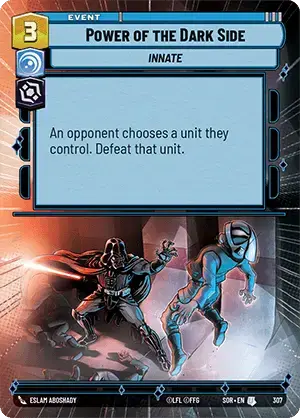 EVENT
3
POWER OF THE DARK SIDE
INNATE
An opponent chooses a unit they
control. Defeat that unit.
ESLAM ABOSHADY
©LFL ©FFG
SOR • EN
307